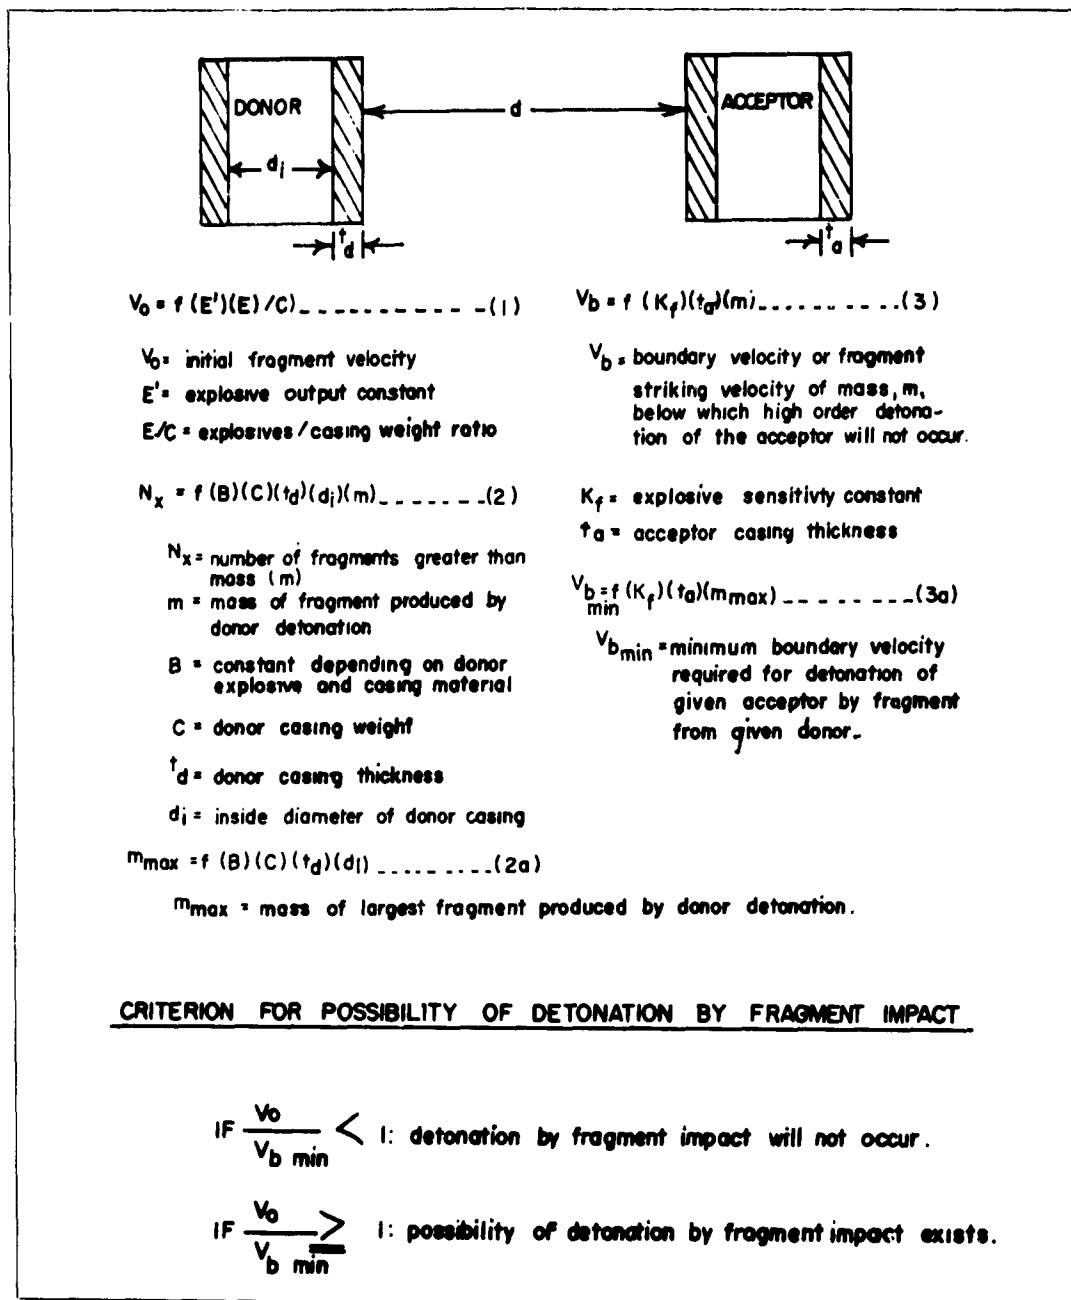 DONOR
d
ACCEPTOR
di
td
ta
Vo = f (E')(E)/C) _ _ _ _ _ _ _ _ _ _ _ _ (1)
Vo = initial fragment velocity
E' = explosive output constant
E/C = explosives/casing weight ratio
Nx = f (B)(C)(td)(di)(m) _ _ _ _ _ _ _ (2)
Nx = number of fragments greater than
mass (m)
m = mass of fragment produced by
donor detonation
B = constant depending on donor
explosive and casing material
C = donor casing weight
td = donor casing thickness
di = inside diameter of donor casing
mmax = f (B)(C)(td)(di) _ _ _ _ _ _ _ _ _ (2a)
mmax = mass of largest fragment produced by donor detonation.
Vb = f (Kf)(ta)(m) _ _ _ _ _ _ _ _ _ _ (3)
Vb = boundary velocity or fragment
striking velocity of mass, m,
below which high order detona-
tion of the acceptor will not occur.
Kf = explosive sensitivty constant
ta = acceptor casing thickness
Vb min = f (Kf)(ta)(mmax) _ _ _ _ _ _ _ _ (3a)
Vb min = minimum boundary velocity
required for detonation of
given acceptor by fragment
from given donor.
CRITERION FOR POSSIBILITY OF DETONATION BY FRAGMENT IMPACT
IF Vo / Vb min < 1: detonation by fragment impact will not occur.
IF Vo / Vb min ≥ 1: possibility of detonation by fragment impact exists.